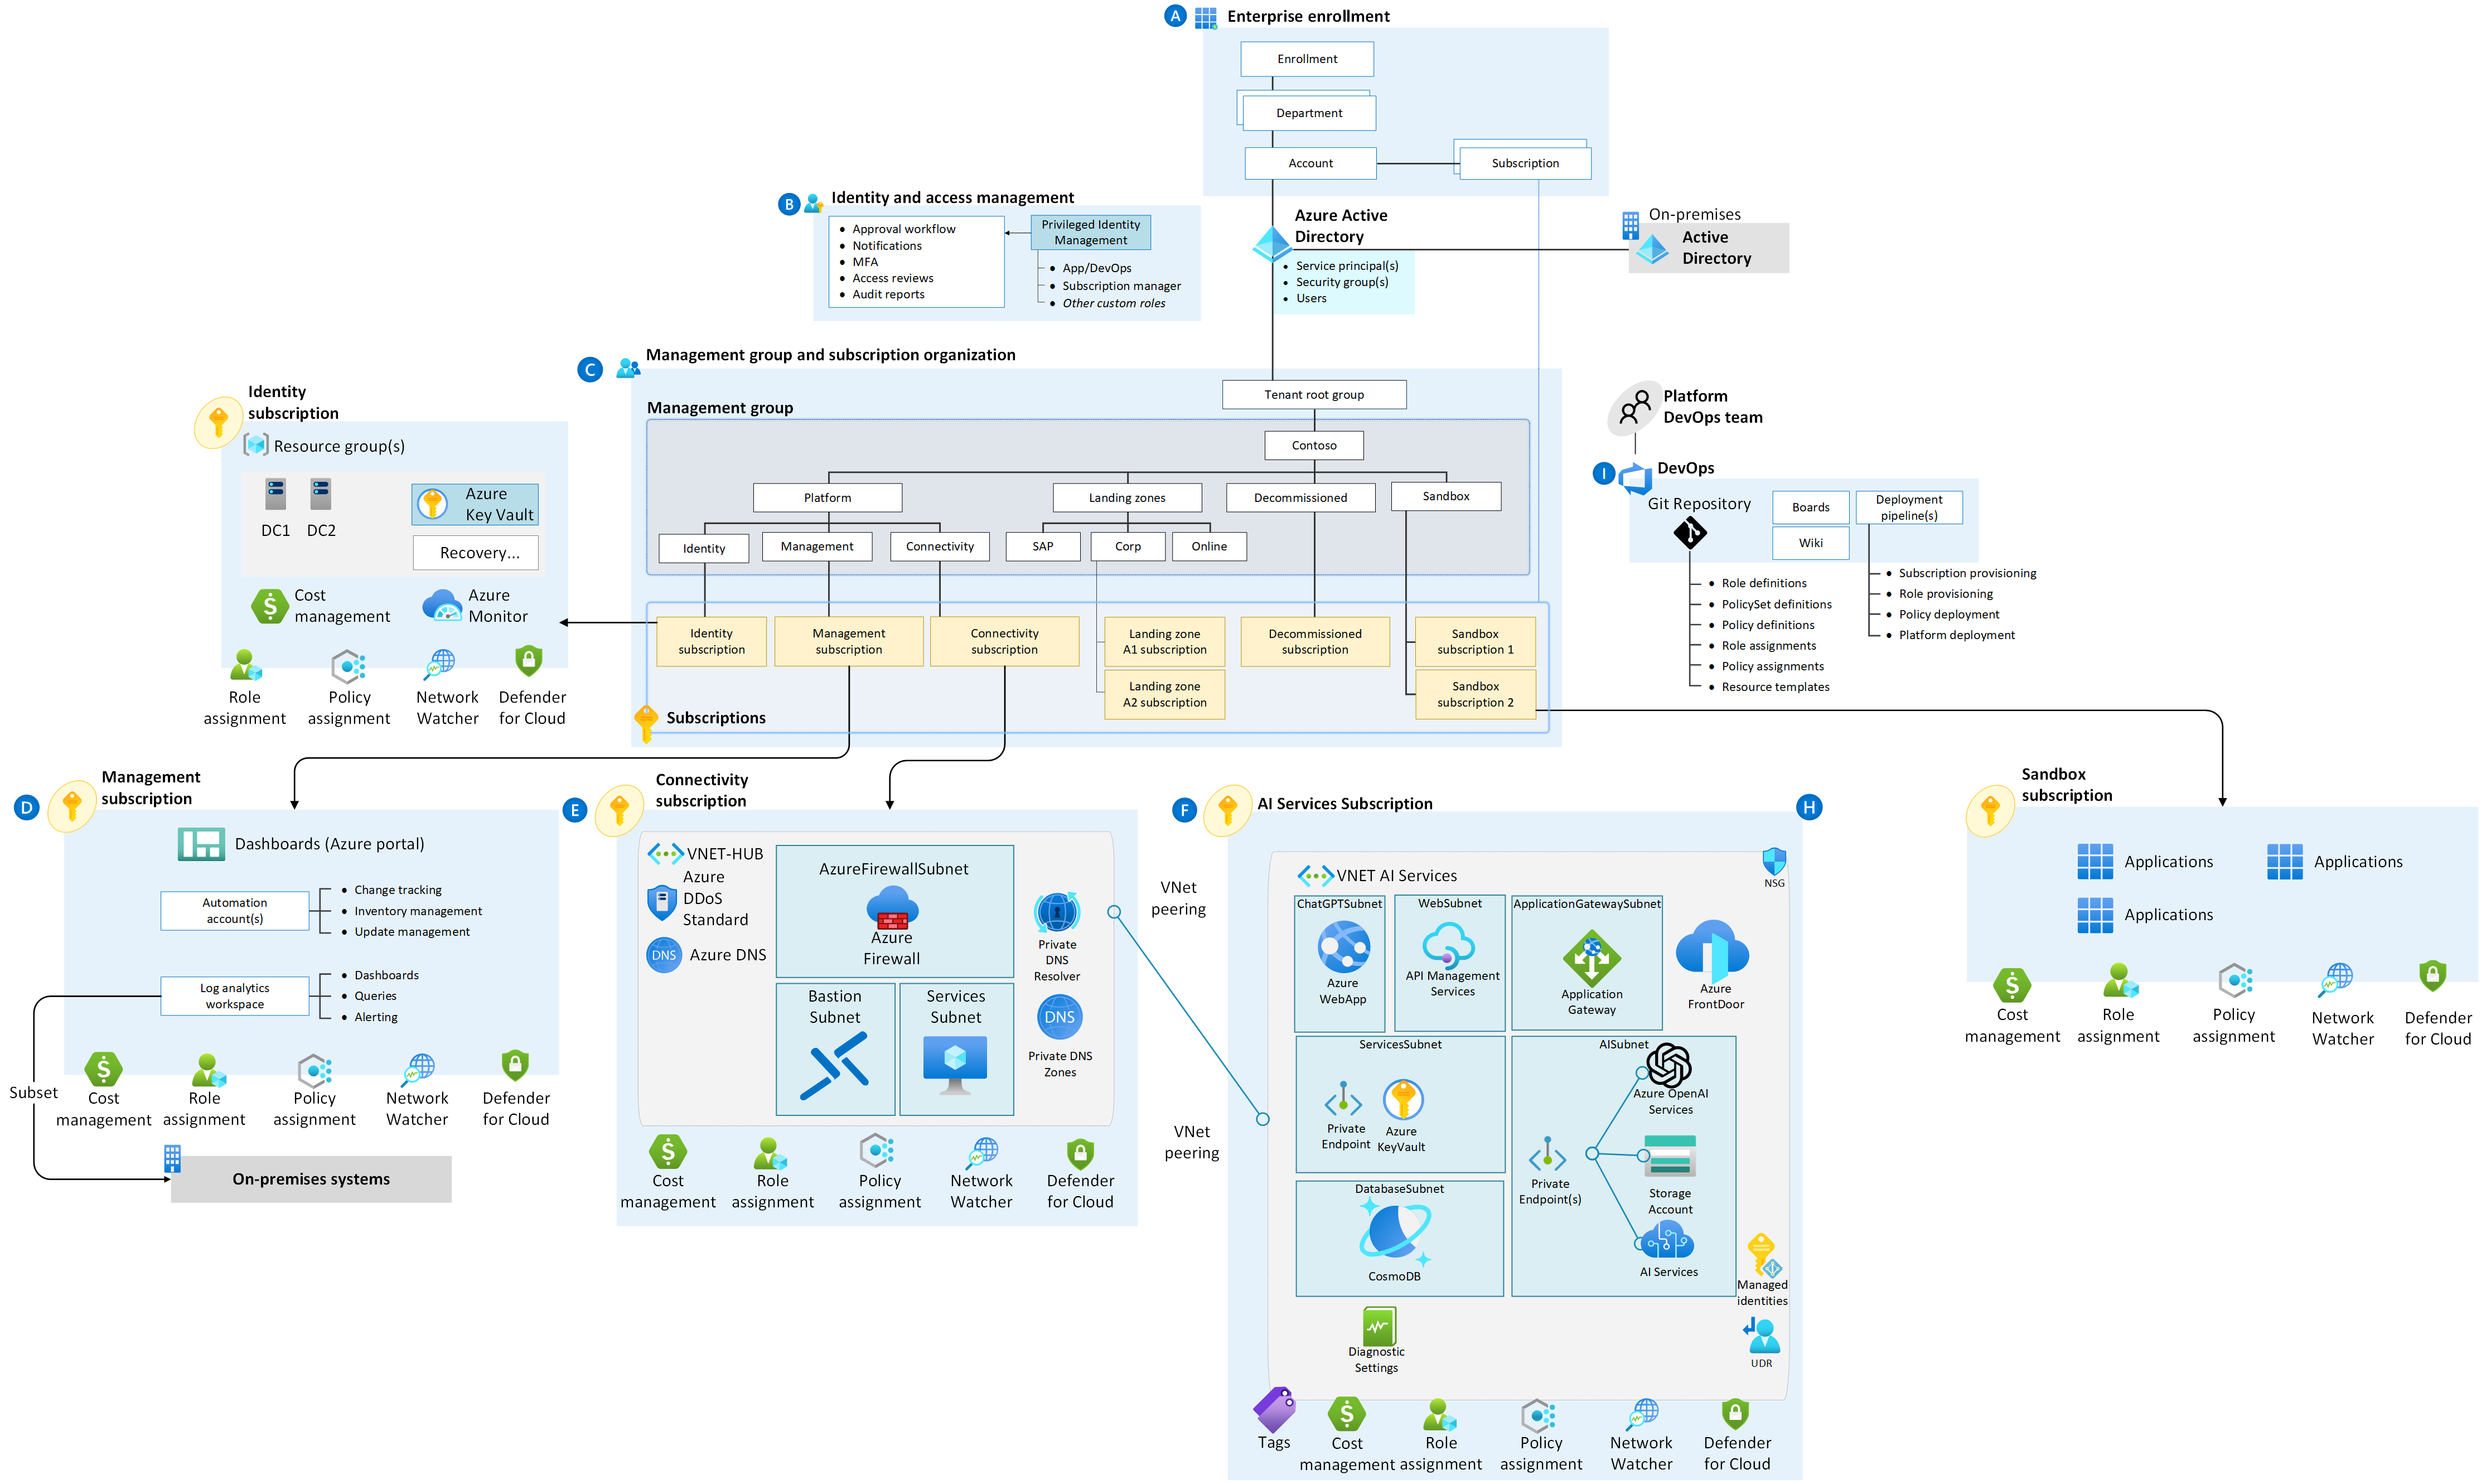 A
Enterprise enrollment
Enrollment
Department
Account
Subscription
B
Identity and access management
Approval workflow
Notifications
MFA
Access reviews
Audit reports
Privileged Identity
Management
App/DevOps
Subscription manager
Other custom roles
Azure Active
Directory
Service principal(s)
Security group(s)
Users
On-premises
Active
Directory
C
Management group and subscription organization
Tenant root group
Management group
Contoso
Platform
Landing zones
Decommissioned
Sandbox
Identity
Management
Connectivity
SAP
Corp
Online
Identity
subscription
Management
subscription
Connectivity
subscription
Landing zone
A1 subscription
Landing zone
A2 subscription
Decommissioned
subscription
Sandbox
subscription 1
Sandbox
subscription 2
Subscriptions
Identity
subscription
Resource group(s)
DC1
DC2
Azure
Key Vault
Recovery...
Cost
management
Azure
Monitor
Role
assignment
Policy
assignment
Network
Watcher
Defender
for Cloud
Platform
DevOps team
I
DevOps
Git Repository
Boards
Wiki
Deployment
pipeline(s)
Role definitions
PolicySet definitions
Policy definitions
Role assignments
Policy assignments
Resource templates
Subscription provisioning
Role provisioning
Policy deployment
Platform deployment
D
Management
subscription
Dashboards (Azure portal)
Automation
account(s)
Change tracking
Inventory management
Update management
Log analytics
workspace
Dashboards
Queries
Alerting
Subset
Cost
management
Role
assignment
Policy
assignment
Network
Watcher
Defender
for Cloud
On-premises systems
E
Connectivity
subscription
VNET-HUB
Azure
DDoS
Standard
DNS
Azure DNS
AzureFirewallSubnet
Azure
Firewall
Bastion
Subnet
Services
Subnet
Private
DNS
Resolver
DNS
Private DNS
Zones
Cost
management
Role
assignment
Policy
assignment
Network
Watcher
Defender
for Cloud
VNet
peering
VNet
peering
F
AI Services Subscription
H
VNET AI Services
NSG
ChatGPTSubnet
Azure
WebApp
WebSubnet
API Management
Services
ApplicationGatewaySubnet
Application
Gateway
Azure
FrontDoor
ServicesSubnet
Private
Endpoint
Azure
KeyVault
AISubnet
Azure OpenAI
Services
Private
Endpoint(s)
Storage
Account
AI Services
DatabaseSubnet
CosmoDB
Managed
identities
UDR
Diagnostic
Settings
Tags
Cost
management
Role
assignment
Policy
assignment
Network
Watcher
Defender
for Cloud
Sandbox
subscription
Applications
Applications
Applications
Cost
management
Role
assignment
Policy
assignment
Network
Watcher
Defender
for Cloud